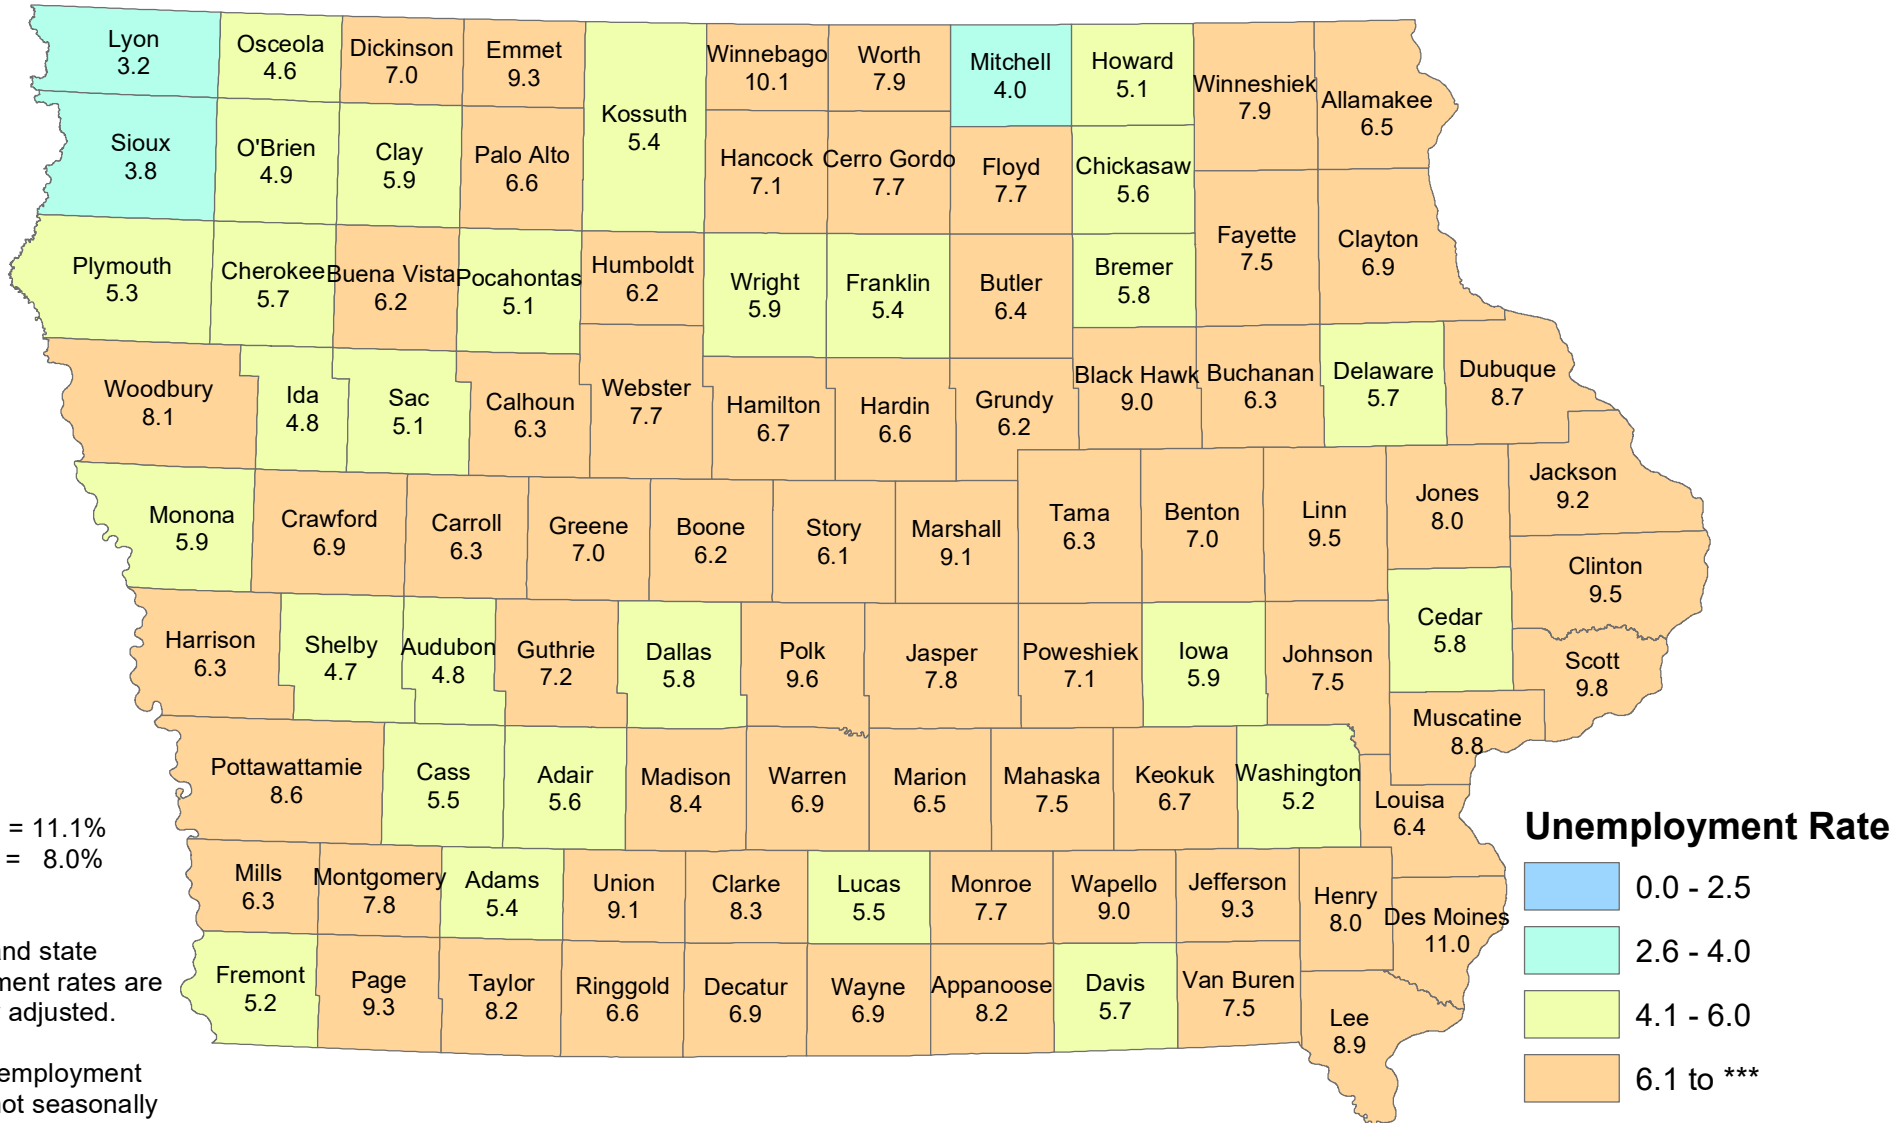 Lyon
3.2
Osceola
4.6
Dickinson
7.0
Emmet
9.3
Kossuth
5.4
Winnebago
10.1
Worth
7.9
Mitchell
4.0
Howard
5.1
Winneshiek
7.9
Allamakee
6.5
Sioux
3.8
O'Brien
4.9
Clay
5.9
Palo Alto
6.6
Hancock
7.1
Cerro Gordo
7.7
Floyd
7.7
Chickasaw
5.6
Plymouth
5.3
Cherokee
5.7
Buena Vista
6.2
Pocahontas
5.1
Humboldt
6.2
Wright
5.9
Franklin
5.4
Butler
6.4
Bremer
5.8
Fayette
7.5
Clayton
6.9
Woodbury
8.1
Ida
4.8
Sac
5.1
Calhoun
6.3
Webster
7.7
Hamilton
6.7
Hardin
6.6
Grundy
6.2
Black Hawk
9.0
Buchanan
6.3
Delaware
5.7
Dubuque
8.7
Monona
5.9
Crawford
6.9
Carroll
6.3
Greene
7.0
Boone
6.2
Story
6.1
Marshall
9.1
Tama
6.3
Benton
7.0
Linn
9.5
Jones
8.0
Jackson
9.2
Clinton
9.5
Harrison
6.3
Shelby
4.7
Audubon
4.8
Guthrie
7.2
Dallas
5.8
Polk
9.6
Jasper
7.8
Poweshiek
7.1
Iowa
5.9
Johnson
7.5
Cedar
5.8
Scott
9.8
Muscatine
8.8
Pottawattamie
8.6
Cass
5.5
Adair
5.6
Madison
8.4
Warren
6.9
Marion
6.5
Mahaska
7.5
Keokuk
6.7
Washington
5.2
Louisa
6.4
Mills
6.3
Montgomery
7.8
Adams
5.4
Union
9.1
Clarke
8.3
Lucas
5.5
Monroe
7.7
Wapello
9.0
Jefferson
9.3
Henry
8.0
Des Moines
11.0
Fremont
5.2
Page
9.3
Taylor
8.2
Ringgold
6.6
Decatur
6.9
Wayne
6.9
Appanoose
8.2
Davis
5.7
Van Buren
7.5
Lee
8.9
= 11.1%
= 8.0%
nd state
ment rates are
adjusted.
employment
not seasonally
Unemployment Rate
0.0 - 2.5
2.6 - 4.0
4.1 - 6.0
6.1 to ***